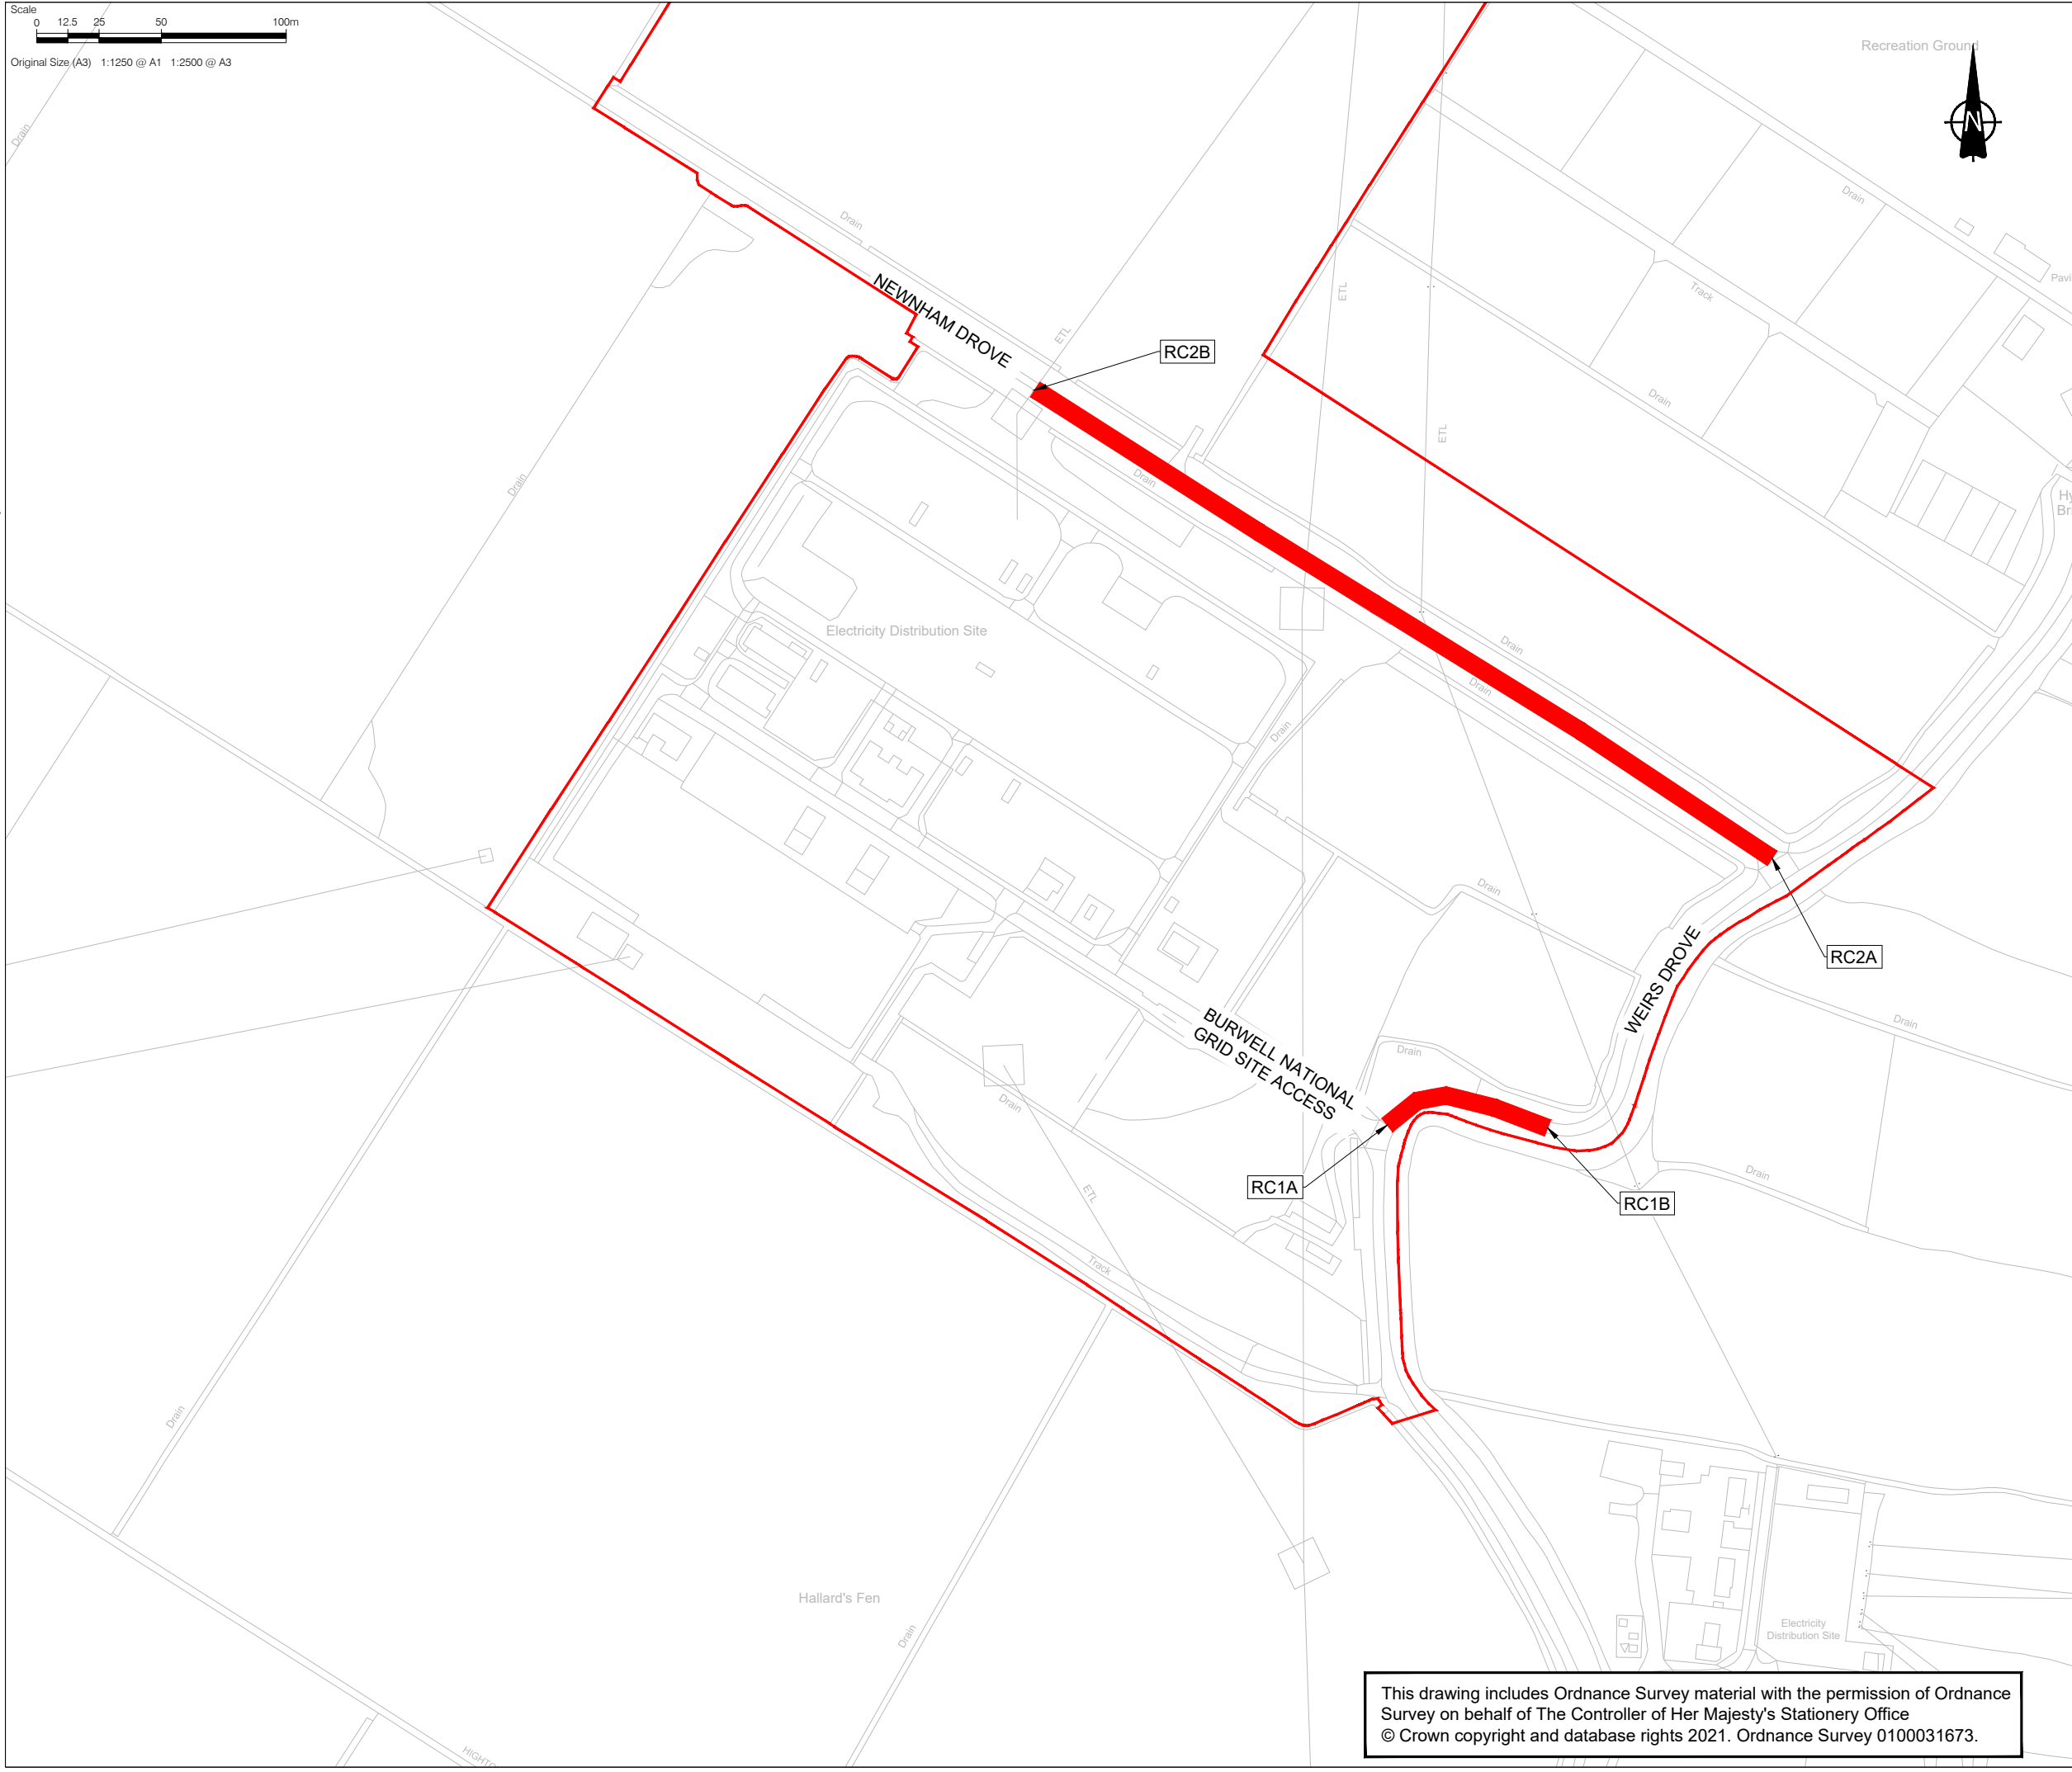 Scale
0 12.5 25 50 100m
Original Size (A3) 1:1250 @ A1 1:2500 @ A3
Recreation Ground
N
Drain
Drain
Drain
NEWNHAM DROVE
ETL
ETL
Track
Pavi
RC2B
Drain
ETL
Drain
Drain
Hy
Bri
Electricity Distribution Site
Drain
Drain
Drain
Drain
WEIRS DROVE
RC2A
BURWELL NATIONAL
GRID SITE ACCESS
Drain
Drain
Drain
RC1A
ETL
RC1B
Drain
Track
Drain
Hallard's Fen
Drain
Electricity
Distribution Site
This drawing includes Ordnance Survey material with the permission of Ordnance
Survey on behalf of The Controller of Her Majesty's Stationery Office
© Crown copyright and database rights 2021. Ordnance Survey 0100031673.